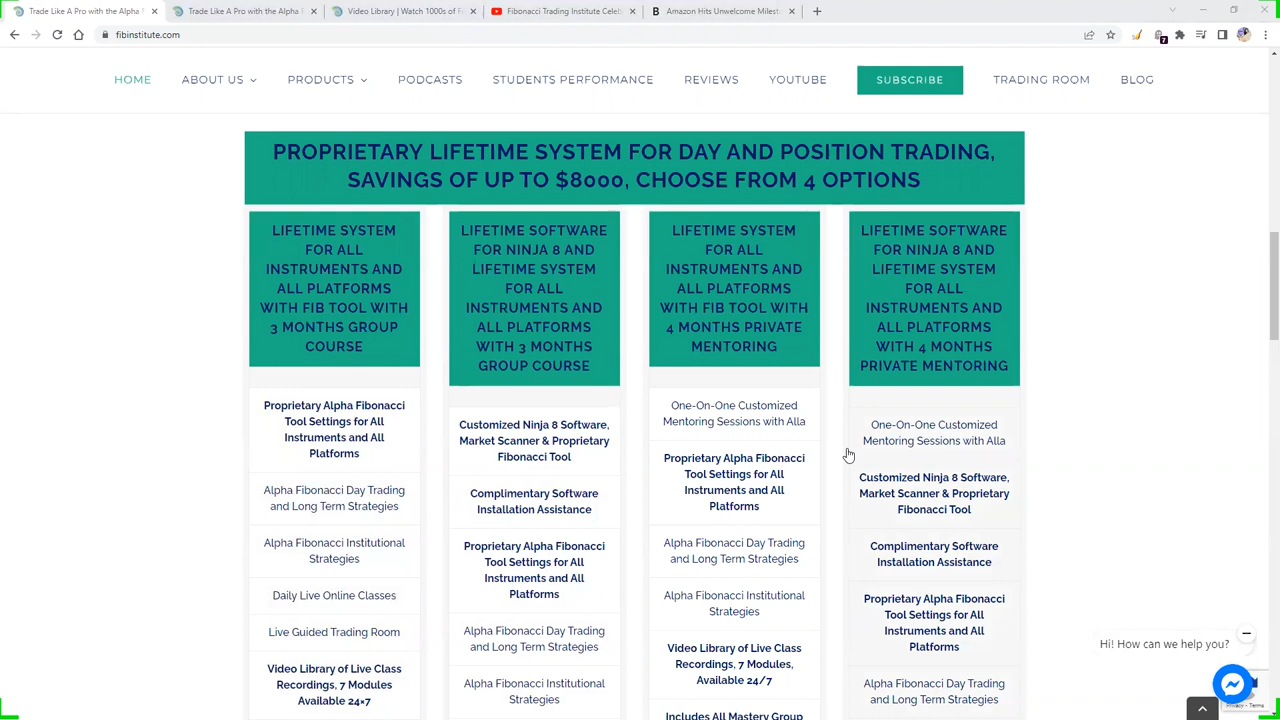 Trade Like A Pro with the Alpha F
Trade Like A Pro with the Alpha F
Video Library | Watch 1000s of Fi
Fibonacci Trading Institute Celeb
Amazon Hits Unwelcome Milesto
fibinstitute.com
7
HOME
ABOUT US
PRODUCTS
PODCASTS
STUDENTS PERFORMANCE
REVIEWS
YOUTUBE
SUBSCRIBE
TRADING ROOM
BLOG
PROPRIETARY LIFETIME SYSTEM FOR DAY AND POSITION TRADING,
SAVINGS OF UP TO $8000, CHOOSE FROM 4 OPTIONS
LIFETIME SYSTEM
FOR ALL
INSTRUMENTS AND
ALL PLATFORMS
WITH FIB TOOL WITH
3 MONTHS GROUP
COURSE
Proprietary Alpha Fibonacci
Tool Settings for All
Instruments and All
Platforms
Alpha Fibonacci Day Trading
and Long Term Strategies
Alpha Fibonacci Institutional
Strategies
Daily Live Online Classes
Live Guided Trading Room
Video Library of Live Class
Recordings, 7 Modules
Available 24×7
LIFETIME SOFTWARE
FOR NINJA 8 AND
LIFETIME SYSTEM
FOR ALL
INSTRUMENTS AND
ALL PLATFORMS
WITH 3 MONTHS
GROUP COURSE
Customized Ninja 8 Software,
Market Scanner & Proprietary
Fibonacci Tool
Complimentary Software
Installation Assistance
Proprietary Alpha Fibonacci
Tool Settings for All
Instruments and All
Platforms
Alpha Fibonacci Day Trading
and Long Term Strategies
Alpha Fibonacci Institutional
Strategies
LIFETIME SYSTEM
FOR ALL
INSTRUMENTS AND
ALL PLATFORMS
WITH FIB TOOL WITH
4 MONTHS PRIVATE
MENTORING
One-On-One Customized
Mentoring Sessions with Alla
Proprietary Alpha Fibonacci
Tool Settings for All
Instruments and All
Platforms
Alpha Fibonacci Day Trading
and Long Term Strategies
Alpha Fibonacci Institutional
Strategies
Video Library of Live Class
Recordings, 7 Modules,
Available 24/7
Includes All Mastery Group
LIFETIME SOFTWARE
FOR NINJA 8 AND
LIFETIME SYSTEM
FOR ALL
INSTRUMENTS AND
ALL PLATFORMS
WITH 4 MONTHS
PRIVATE MENTORING
One-On-One Customized
Mentoring Sessions with Alla
Customized Ninja 8 Software,
Market Scanner & Proprietary
Fibonacci Tool
Complimentary Software
Installation Assistance
Proprietary Alpha Fibonacci
Tool Settings for All
Instruments and All
Platforms
Alpha Fibonacci Day Trading
and Long Term Strategies
Hi! How can we help you?
Privacy - Terms